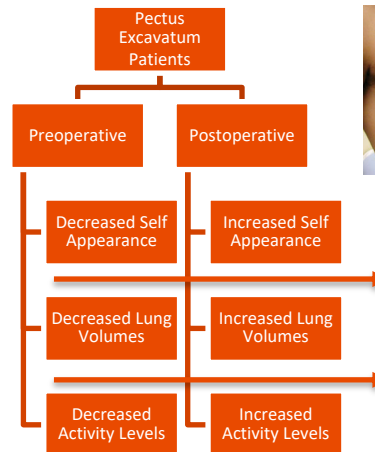 Pectus
Excavatum
Patients
Preoperative
Postoperative
Decreased Self
Appearance
Increased Self
Appearance
Decreased Lung
Volumes
Increased Lung
Volumes
Decreased
Activity Levels
Increased
Activity Levels